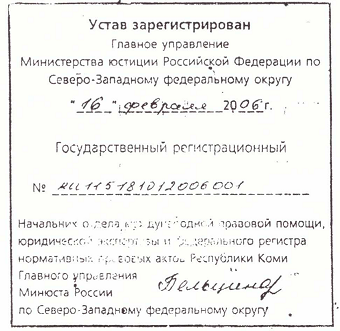 Устав зарегистрирован
Главное управление
Министерства юстиции Российской Федерации по
Северо-Западному федеральному округу
"16" февраля 2006 г.
Государственный регистрационный
№ RU115181012006001
Начальник отдела международной правовой помощи,
юридической экспертизы и федерального регистра
нормативных правовых актов Республики Коми
Главного управления
Минюста России
по Северо-Западному федеральному округу